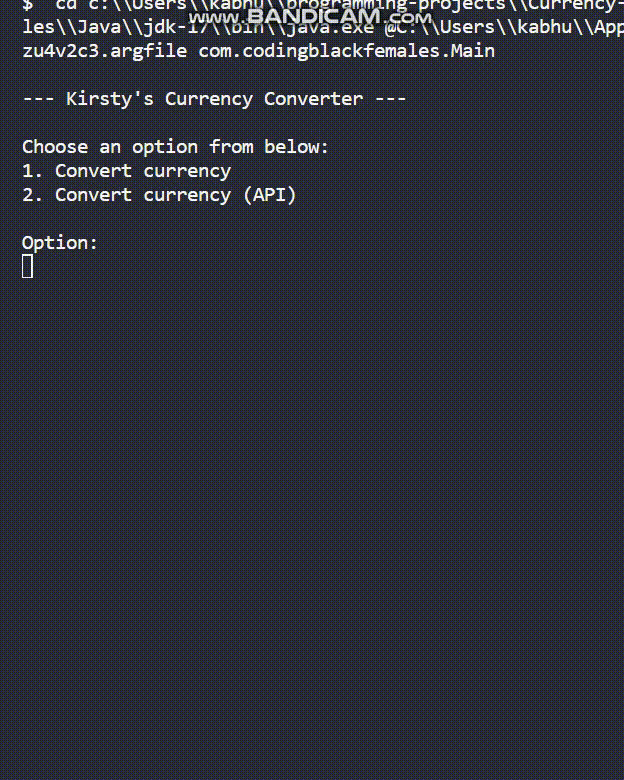 $ cd c:\\Users\\kabhu\\programming-projects\\Currency-
www.BANDICAM.com
les\\Java\\jdk-17\\bin\\java.exe @C:\\Users\\kabhu\\App
zu4v2c3.argfile com.codingblackfemales.Main
--- Kirsty's Currency Converter ---
Choose an option from below:
1. Convert currency
2. Convert currency (API)
Option: